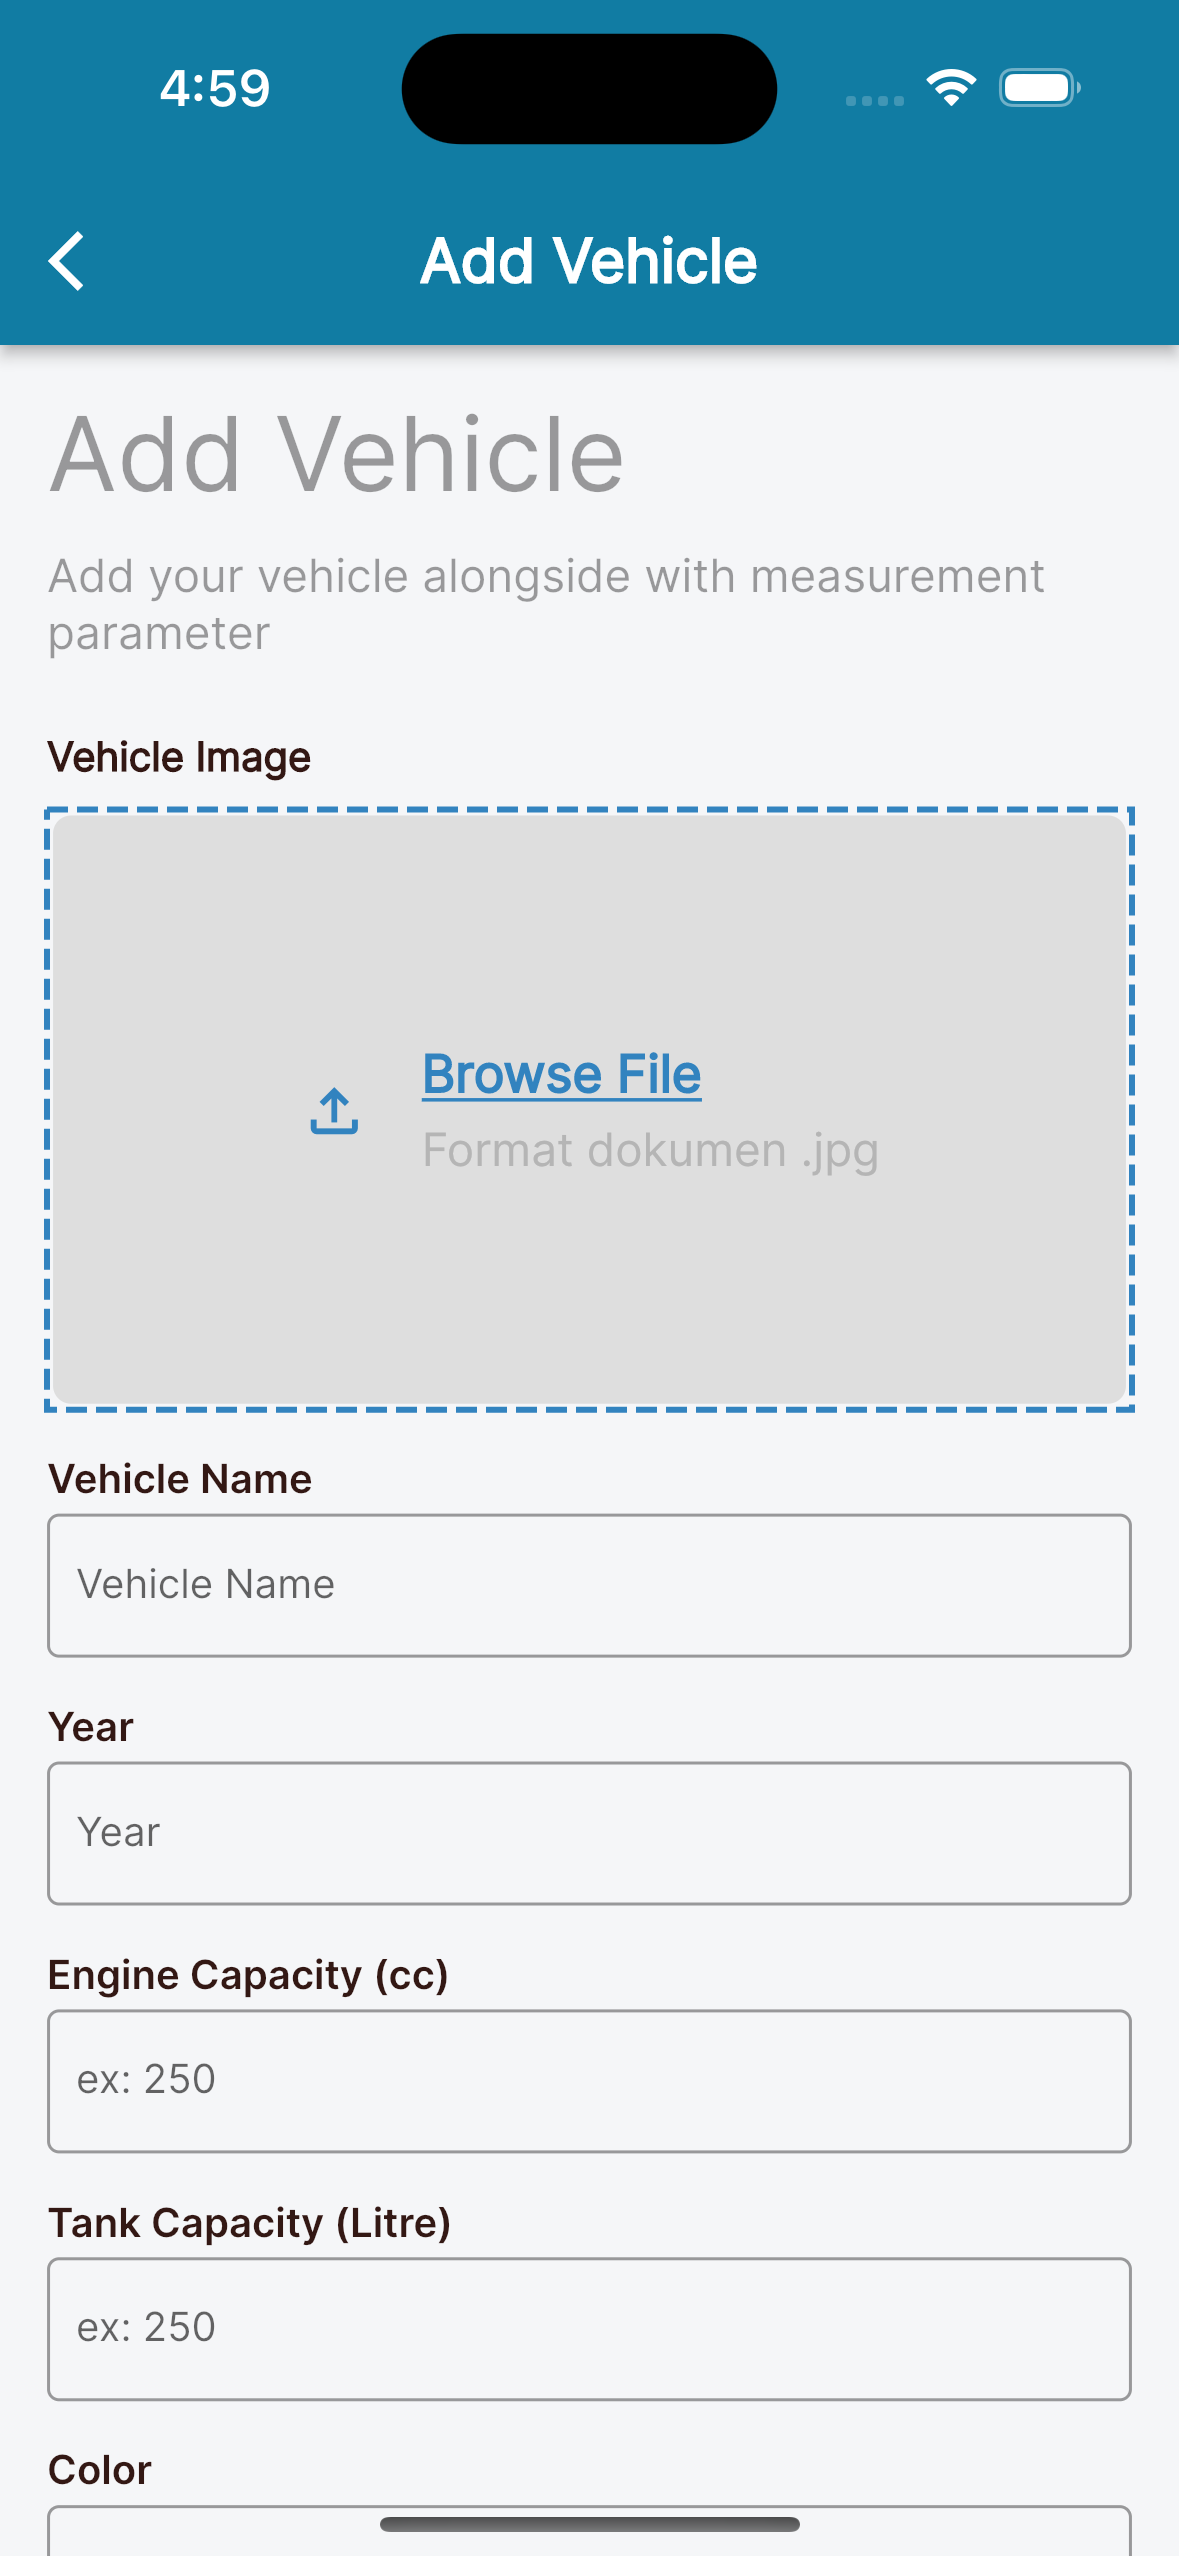 4:59
Add Vehicle
Add Vehicle
Add your vehicle alongside with measurement
parameter
Vehicle Image
Browse File
Format dokumen .jpg
Vehicle Name
Vehicle Name
Year
Year
Engine Capacity (cc)
ex: 250
Tank Capacity (Litre)
ex: 250
Color